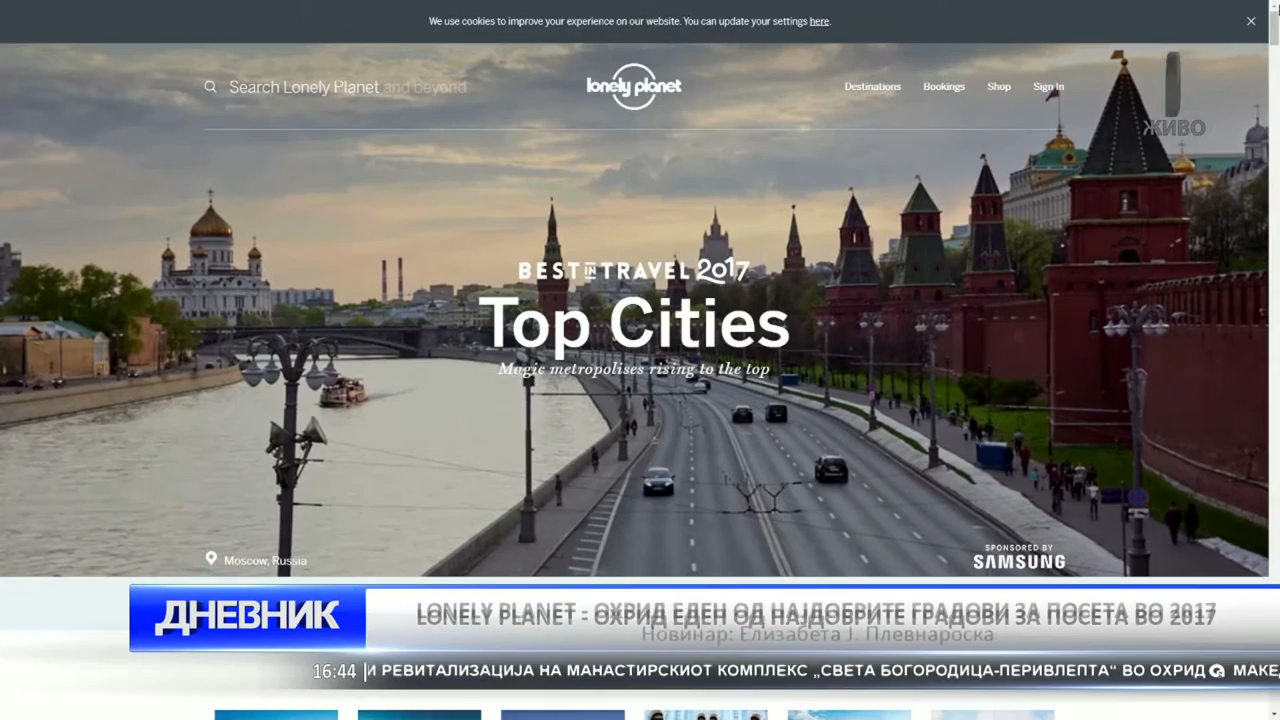 We use cookies to improve your experience on our website. You can update your settings here.
Search Lonely Planet and beyond
lonely planet
Destinations
Bookings
Shop
Sign In
ЖИВО
BEST IN TRAVEL 2017
Top Cities
Magic metropolises rising to the top
Moscow, Russia
SPONSORED BY
SAMSUNG
ДНЕВНИК
LONELY PLANET - ОХРИД ЕДЕН ОД НАЈДОБРИТЕ ГРАДОВИ ЗА ПОСЕТА ВО 2017
Новинар: Елизабета Ј. Плевнароска
16:44
И РЕВИТАЛИЗАЦИЈА НА МАНАСТИРСКИОТ КОМПЛЕКС „СВЕТА БОГОРОДИЦА-ПЕРИВЛЕПТА“ ВО ОХРИД МАКЕ